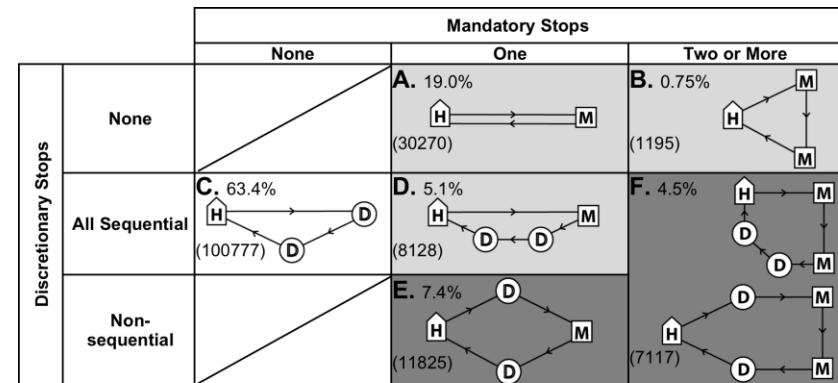 Mandatory Stops
None
One
Two or More
Discretionary Stops
None
A. 19.0%
H
M
(30270)
B. 0.75%
M
H
M
(1195)
All Sequential
C. 63.4%
H
D
D
(100777)
D. 5.1%
H
M
D
D
(8128)
F. 4.5%
H
M
D
D
M
Non-
sequential
E. 7.4%
D
H
M
D
(11825)
D
M
H
D
M
(7117)